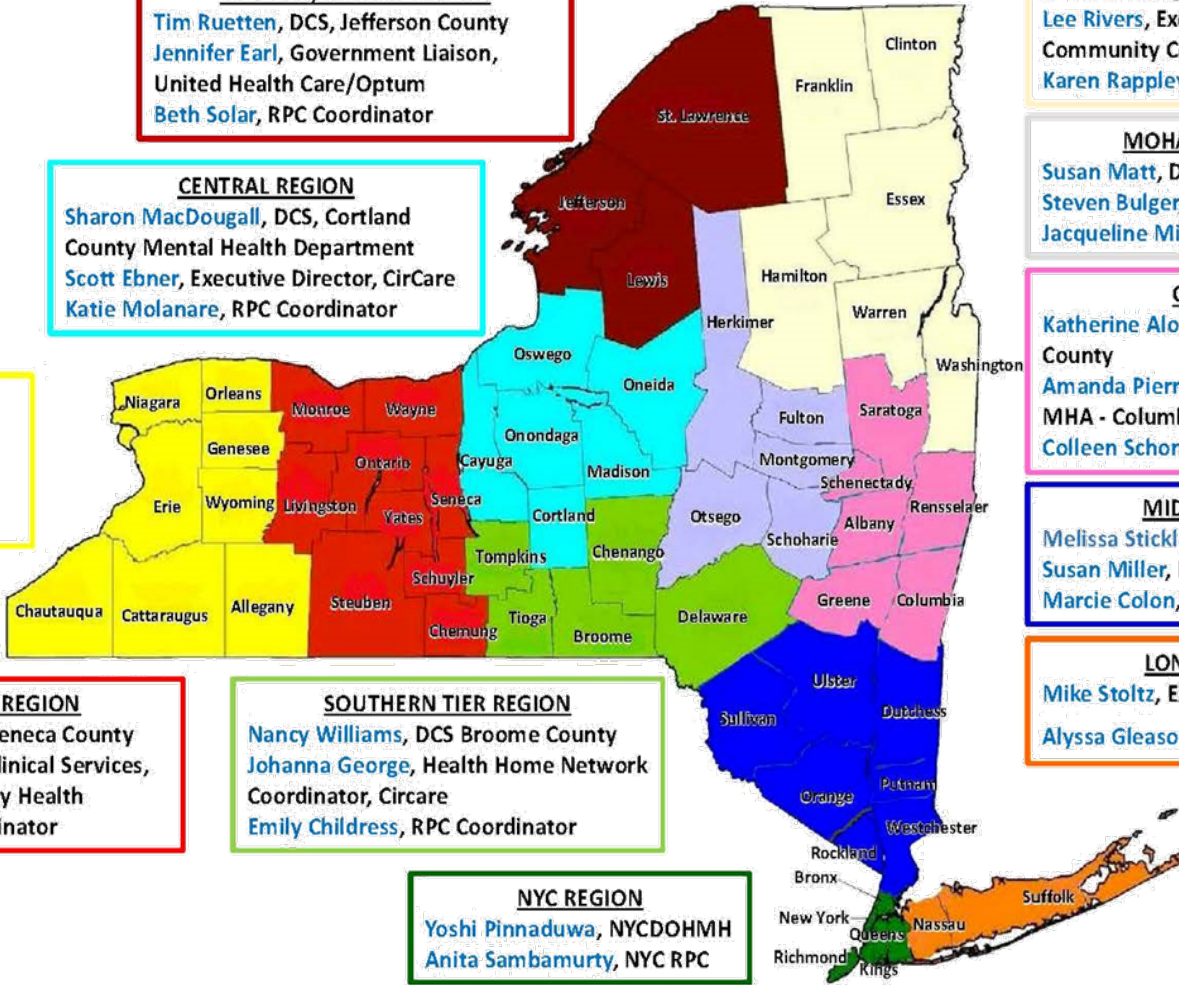 Tim Ruetten, DCS, Jefferson County
Jennifer Earl, Government Liaison,
United Health Care/Optum
Beth Solar, RPC Coordinator
CENTRAL REGION
Sharon MacDougall, DCS, Cortland
County Mental Health Department
Scott Ebner, Executive Director, CirCare
Katie Molanare, RPC Coordinator
REGION
eneca County
linical Services,
y Health
inator
SOUTHERN TIER REGION
Nancy Williams, DCS Broome County
Johanna George, Health Home Network
Coordinator, Circare
Emily Childress, RPC Coordinator
NYC REGION
Yoshi Pinnaduwa, NYCDOHMH
Anita Sambamurty, NYC RPC
Clinton
Franklin
St. Lawrence
Jefferson
Essex
Lewis
Hamilton
Herkimer
Warren
Washington
Oswego
Oneida
Niagara
Orleans
Monroe
Wayne
Fulton
Saratoga
Genesee
Onondaga
Cayuga
Madison
Ontario
Montgomery
Schenectady
Erie
Wyoming
Livingston
Seneca
Yates
Cortland
Otsego
Rensselaer
Albany
Schoharie
Tompkins
Chenango
Schuyler
Chautauqua
Cattaraugus
Allegany
Steuben
Greene
Columbia
Tioga
Delaware
Chemung
Broome
Ulster
Sullivan
Dutchess
Orange
Putnam
Westchester
Rockland
Bronx
New York
Queens
Nassau
Suffolk
Richmond
Kings
Lee Rivers, Exe
Community C
Karen Rappley
MOHA
Susan Matt, D
Steven Bulger,
Jacqueline Mi
Katherine Alo
County
Amanda Pierr
MHA - Columb
Colleen Schor
MID
Melissa Stickl
Susan Miller,
Marcie Colon,
LON
Mike Stoltz, E
Alyssa Gleaso